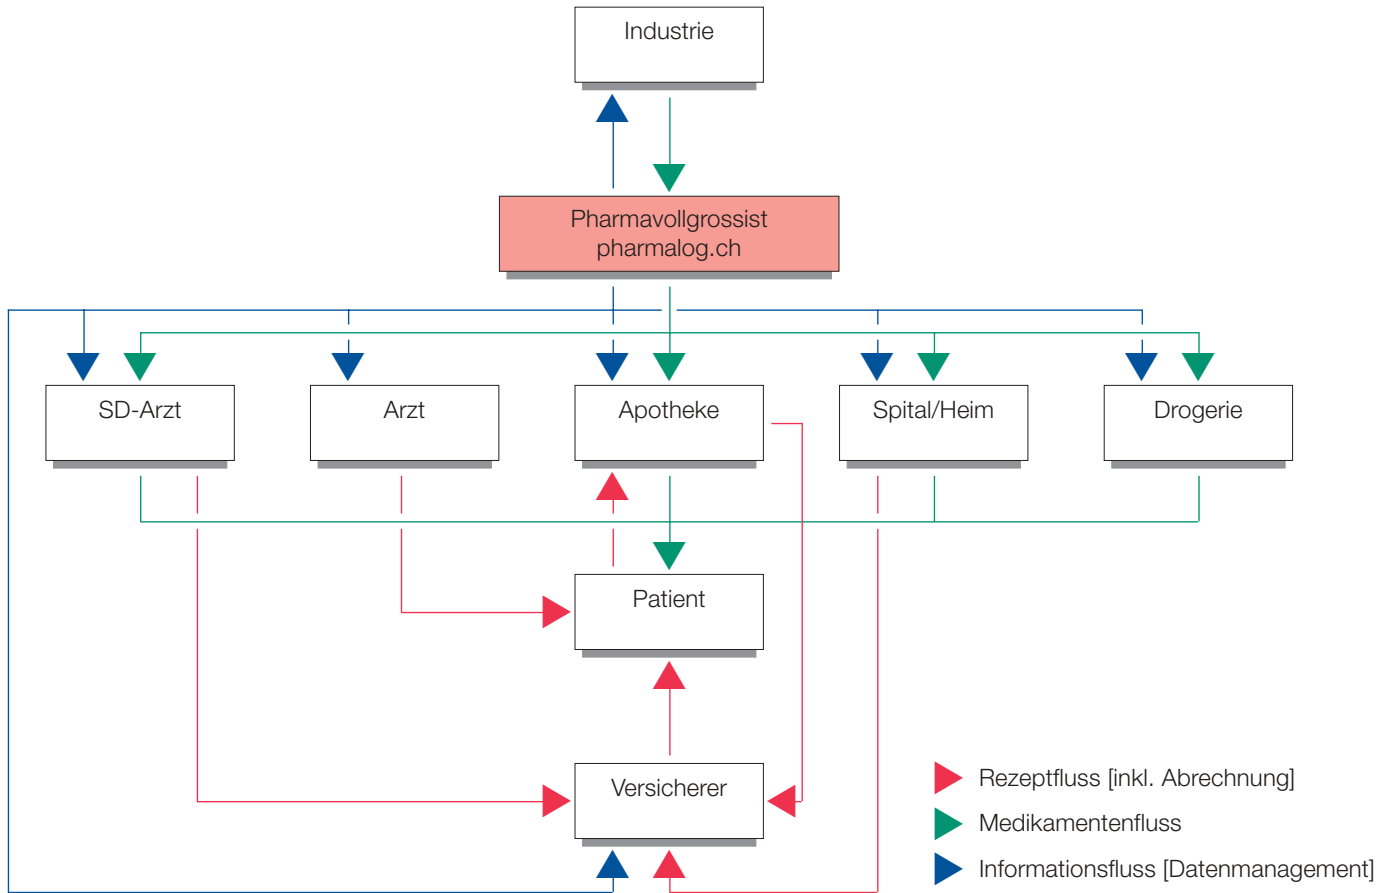 Industrie
Pharmavollgrossist
pharmalog.ch
SD-Arzt
Arzt
Apotheke
Spital/Heim
Drogerie
Patient
Versicherer
Rezeptfluss [inkl. Abrechnung]
Medikamentenfluss
Informationsfluss [Datenmanagement]